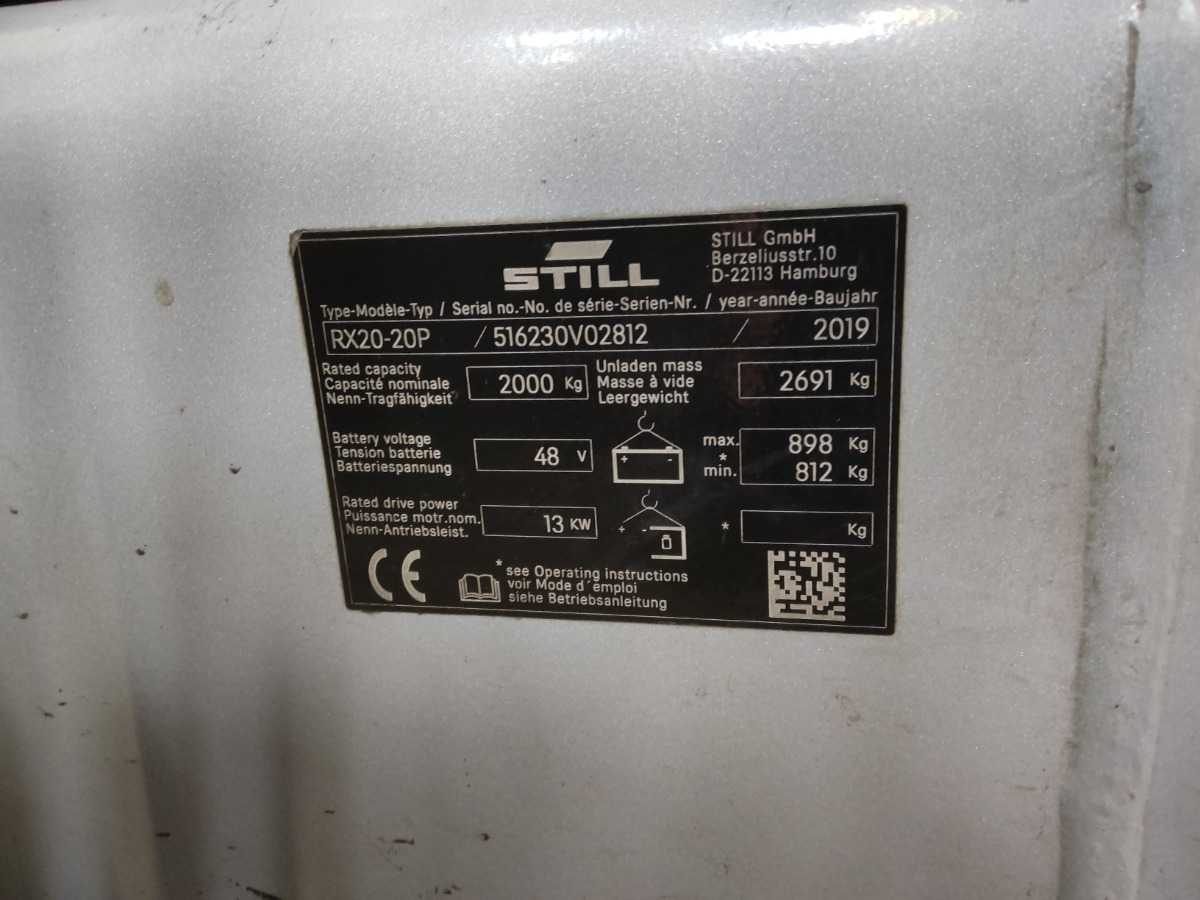 STILL
STILL GmbH
Berzeliusstr.10
D-22113 Hamburg
Type-Modèle-Typ / Serial no.-No. de série-Serien-Nr. / year-année-Baujahr
RX20-20P / 516230V02812 / 2019
Rated capacity
Capacité nominale
Nenn-Tragfähigkeit
2000 Kg
Unladen mass
Masse à vide
Leergewicht
2691 Kg
Battery voltage
Tension batterie
Batteriespannung
48 V
+ -
max. 898 Kg
*
min. 812 Kg
Rated drive power
Puissance motr.nom.
Nenn-Antriebsleist.
13 KW
+ -
* Kg
CE
* see Operating instructions
voir Mode d´emploi
siehe Betriebsanleitung